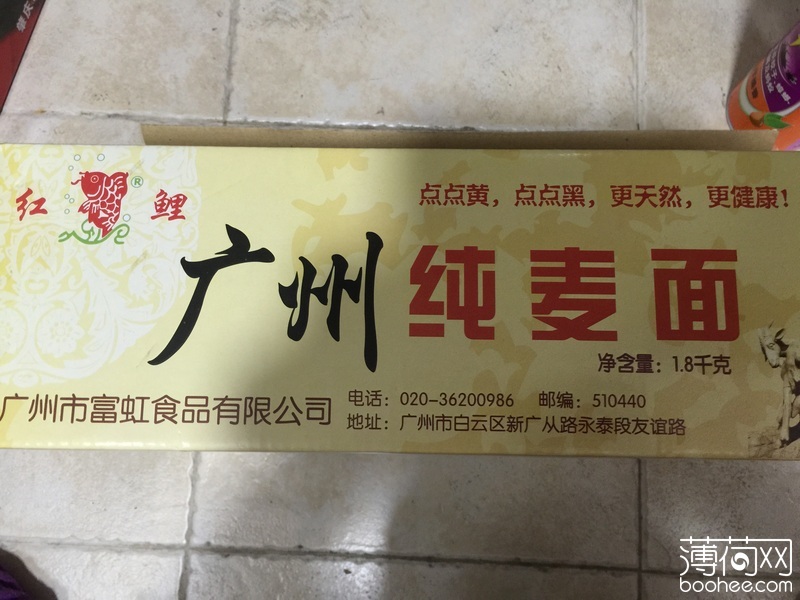 红鲤
®
点点黄，点点黑，更天然，更健康！
广州纯麦面
净含量：1.8千克
广州市富虹食品有限公司
电话：020-36200986 邮编：510440
地址：广州市白云区新广从路永泰段友谊路
薄荷网
boohee.com